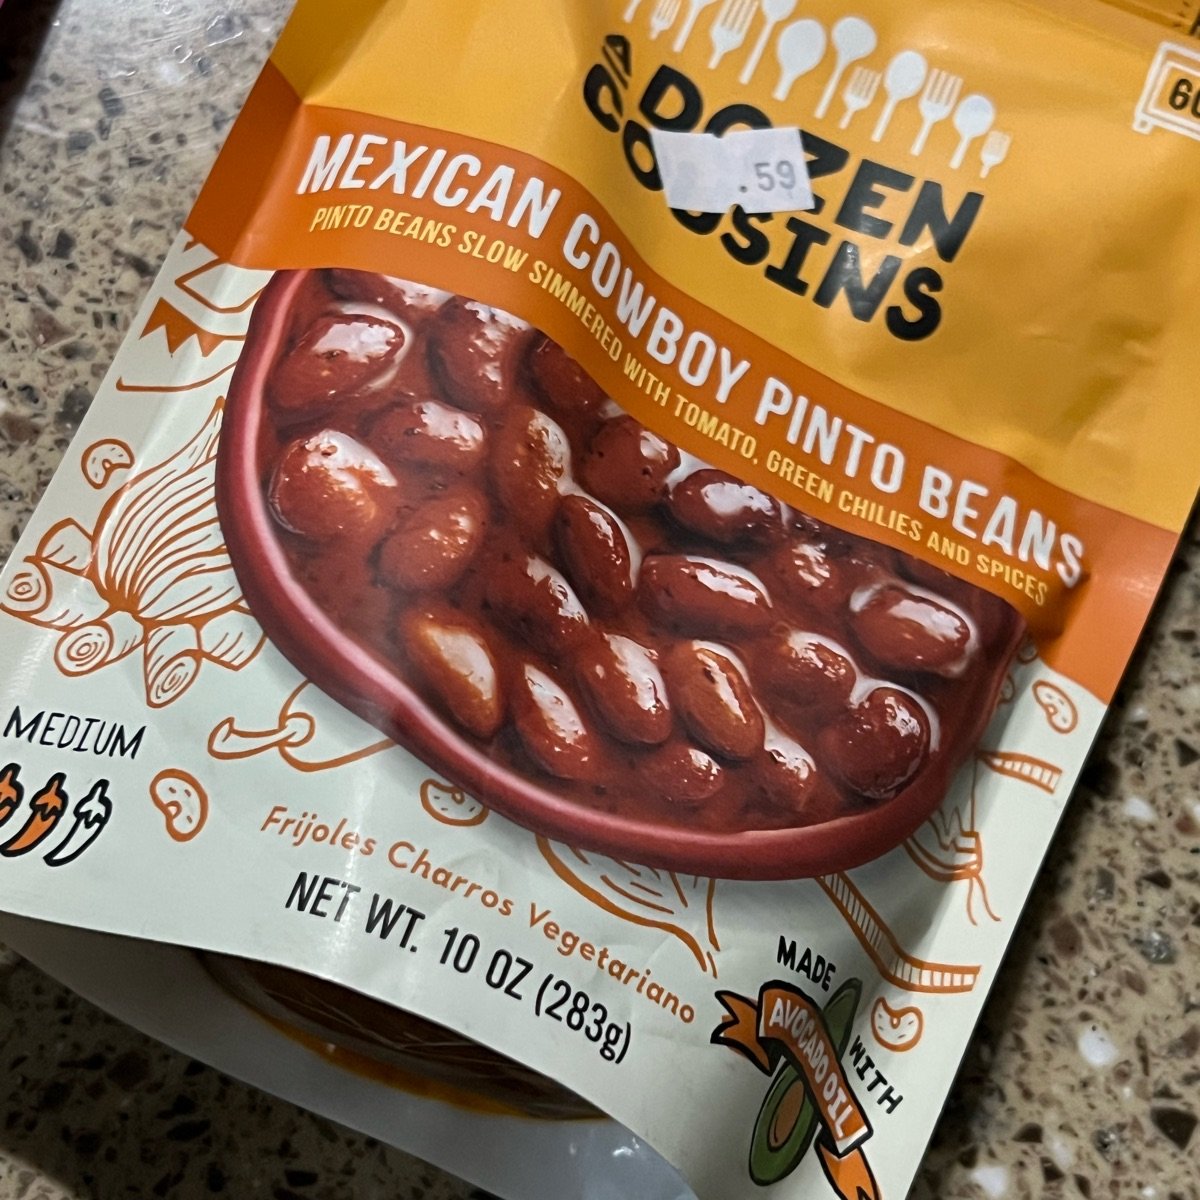 A DOZEN
COUSINS
.59
60
MEXICAN COWBOY PINTO BEANS
PINTO BEANS SLOW SIMMERED WITH TOMATO, GREEN CHILIES AND SPICES
MEDIUM
Frijoles Charros Vegetariano
NET WT. 10 OZ (283g)
MADE
WITH
AVOCADO OIL